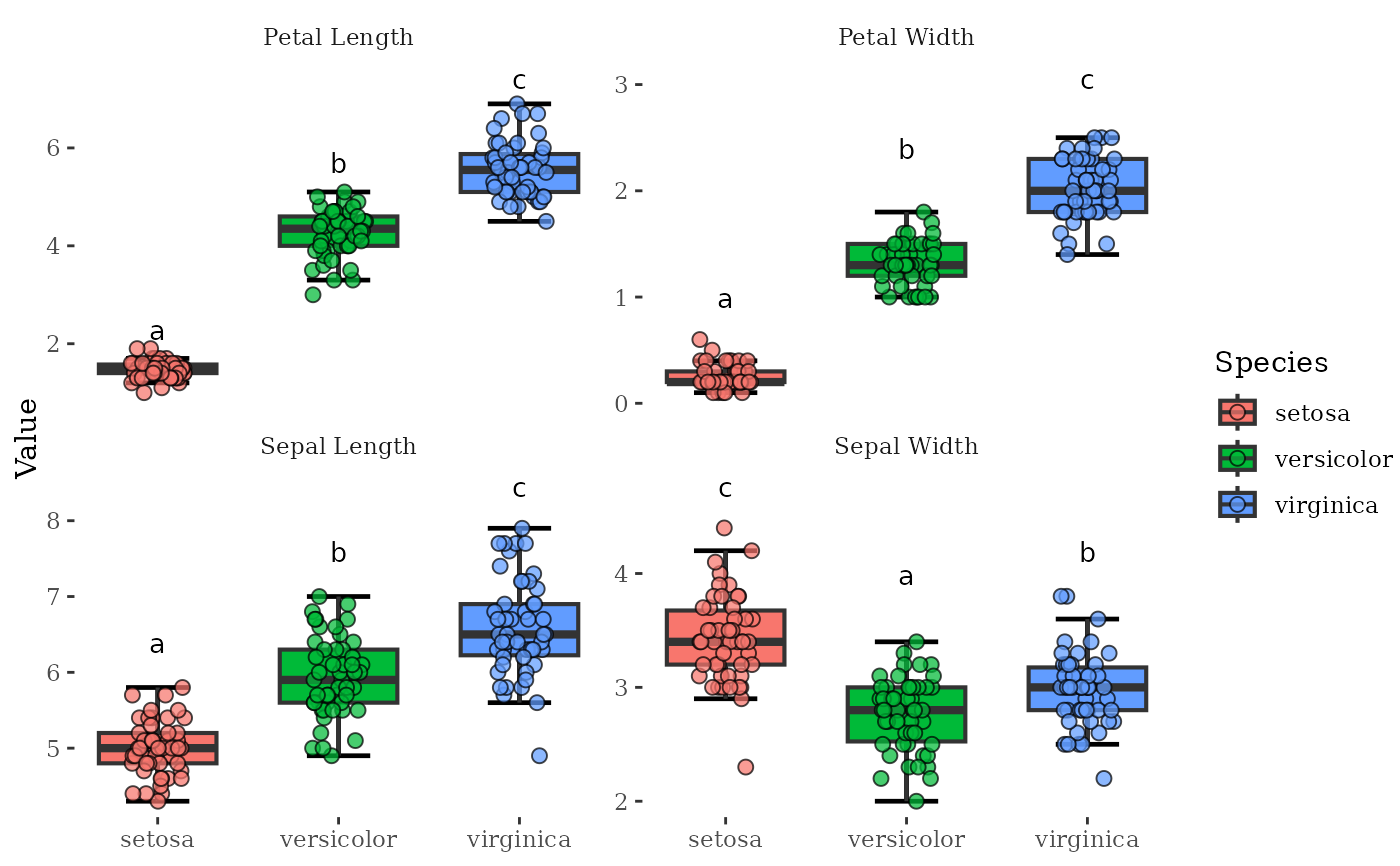 Petal Length
Petal Width
c
c
3
6
b
b
2
4
a
1
a
2
0
Value
Sepal Length
Sepal Width
c
c
8
b
b
4
a
7
a
6
3
5
2
setosa
versicolor
virginica
setosa
versicolor
virginica
Species
setosa
versicolor
virginica